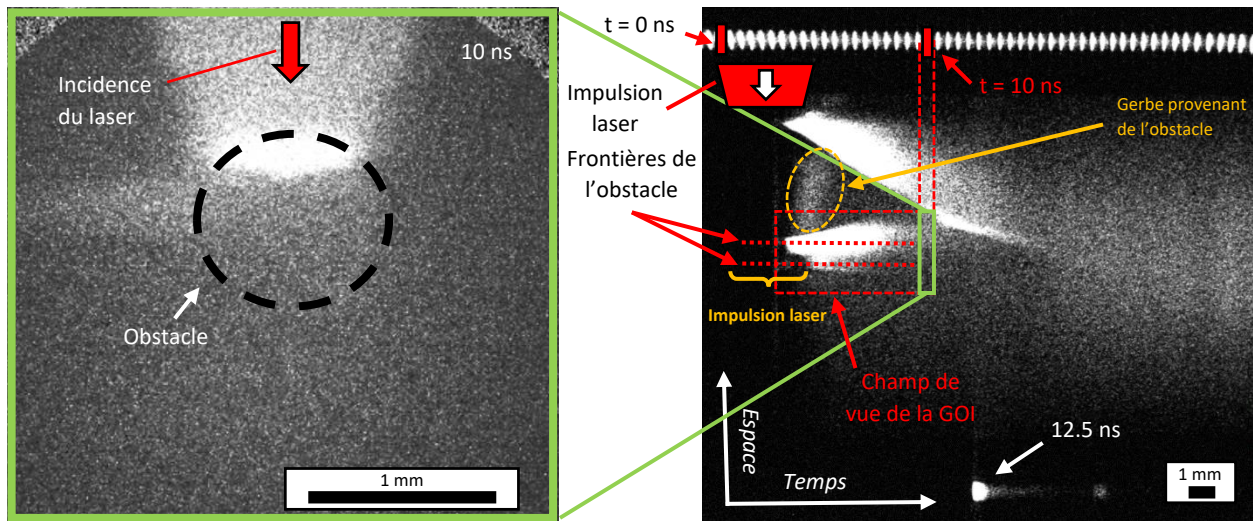 10 ns
Incidence
du laser
Obstacle
1 mm
t = 0 ns
Impulsion
laser
Frontières de
l'obstacle
t = 10 ns
Gerbe provenant
de l'obstacle
Impulsion laser
Champ de
vue de la GOI
Espace
Temps
12.5 ns
1 mm